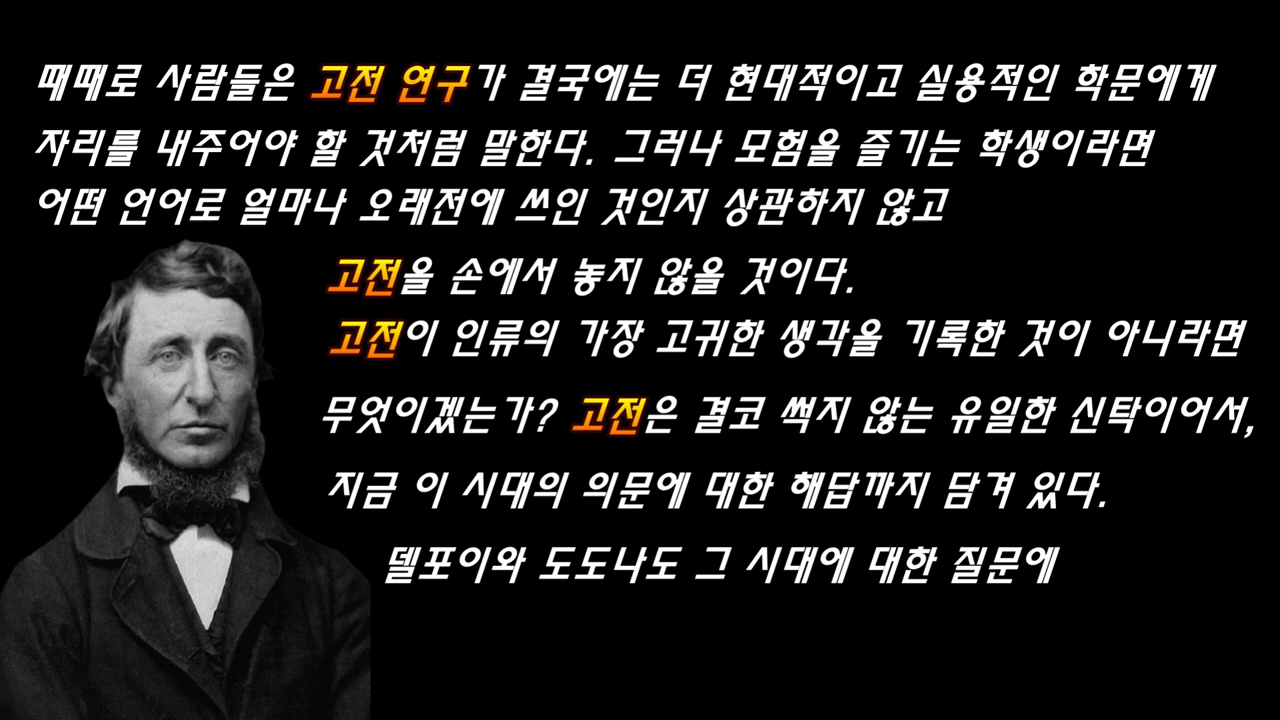 때때로 사람들은 고전 연구가 결국에는 더 현대적이고 실용적인 학문에게
자리를 내주어야 할 것처럼 말한다. 그러나 모험을 즐기는 학생이라면
어떤 언어로 얼마나 오래전에 쓰인 것인지 상관하지 않고
고전을 손에서 놓지 않을 것이다.
고전이 인류의 가장 고귀한 생각을 기록한 것이 아니라면
무엇이겠는가? 고전은 결코 썩지 않는 유일한 신탁이어서,
지금 이 시대의 의문에 대한 해답까지 담겨 있다.
델포이와 도도나도 그 시대에 대한 질문에